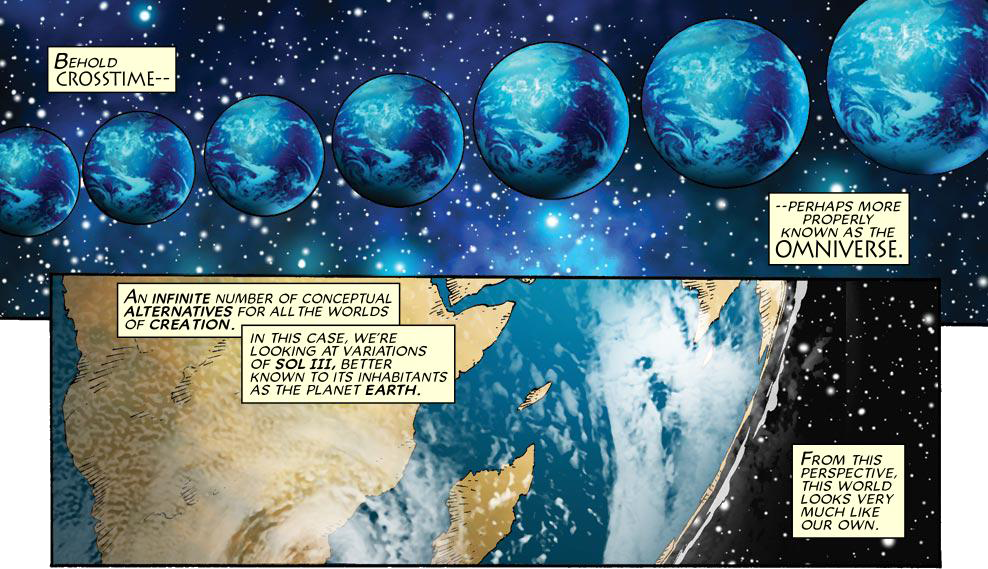 BEHOLD
CROSSTIME--
--PERHAPS MORE
PROPERLY
KNOWN AS THE
OMNIVERSE.
AN INFINITE NUMBER OF CONCEPTUAL
ALTERNATIVES FOR ALL THE WORLDS
OF CREATION.
IN THIS CASE, WE'RE
LOOKING AT VARIATIONS
OF SOL III, BETTER
KNOWN TO ITS INHABITANTS
AS THE PLANET EARTH.
FROM THIS
PERSPECTIVE,
THIS WORLD
LOOKS VERY
MUCH LIKE
OUR OWN.